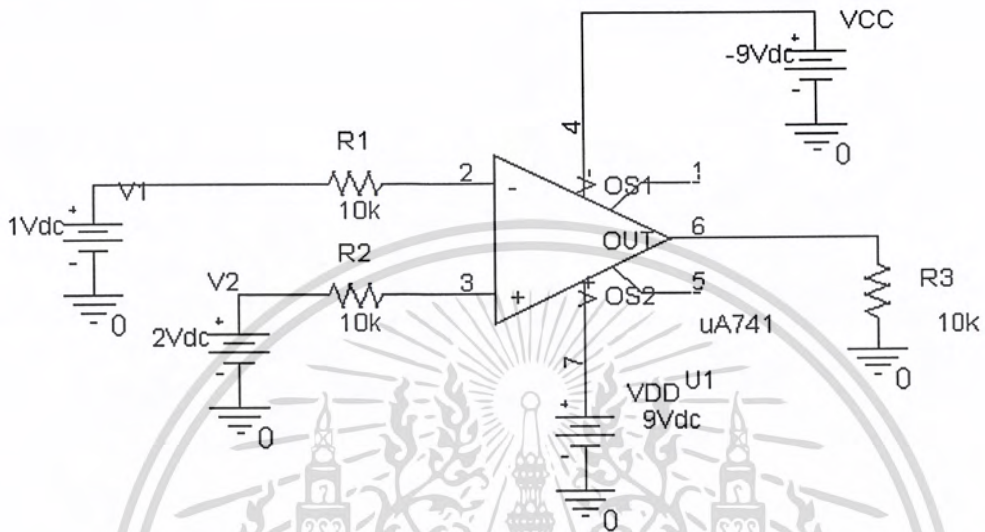 VCC
-9Vdc
+
-
0
4
R1
2
-
V-
OS1
1
10k
V1
+
1Vdc
-
0
R2
OUT
6
V2
3
+
10k
V+
OS2
5
R3
10k
uA741
0
+
2Vdc
-
0
7
VDD
U1
+
9Vdc
-
0